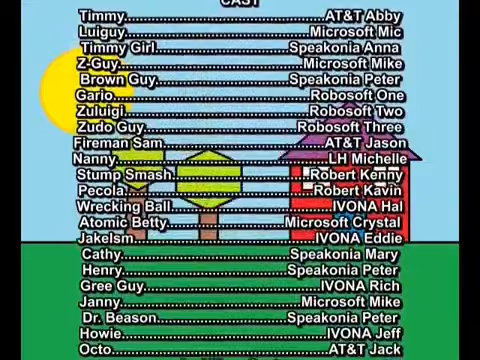 CAST
Timmy.................................AT&T Abby
Luiguy.................................Microsoft Mic
Timmy Girl.................................Speakonia Anna
Z-Guy.................................Microsoft Mike
Brown Guy.................................Speakonia Peter
Gario.................................Robosoft One
Zuluigi.................................Robosoft Two
Zudo Guy.................................Robosoft Three
Fireman Sam.................................AT&T Jason
Nanny.................................LH Michelle
Stump Smash.................................Robert Kenny
Pecola.................................Robert Kavin
Wrecking Ball.................................IVONA Hal
Atomic Betty.................................Microsoft Crystal
Jakelsm.................................IVONA Eddie
Cathy.................................Speakonia Mary
Henry.................................Speakonia Peter
Gree Guy.................................IVONA Rich
Janny.................................Microsoft Mike
Dr. Beason.................................Speakonia Peter
Howie.................................IVONA Jeff
Octo.................................AT&T Jack